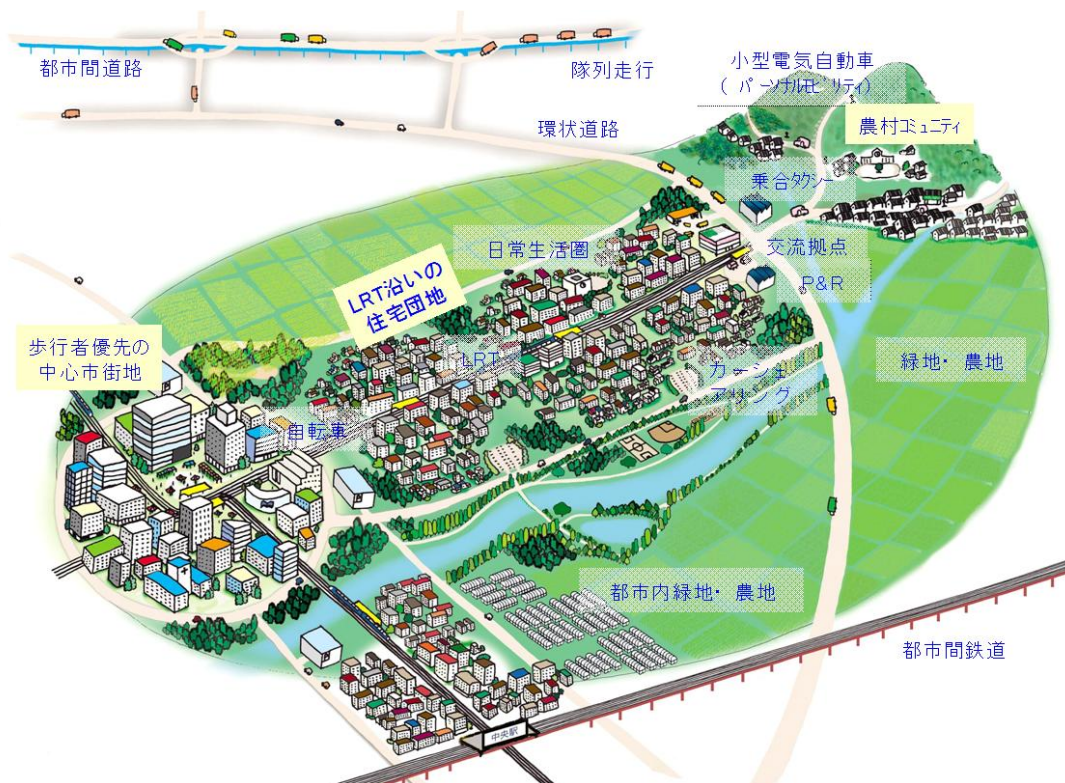 都市間道路
隊列走行
小型電気自動車
( パーソナルモビリティ)
環状道路
農村コミュニティ
乗合タクシー
日常生活圏
交流拠点
LRT沿いの
住宅団地
P&R
歩行者優先の
中心市街地
LRT
カーシェ
アリング
緑地・農地
自転車
都市内緑地・農地
都市間鉄道
中央駅